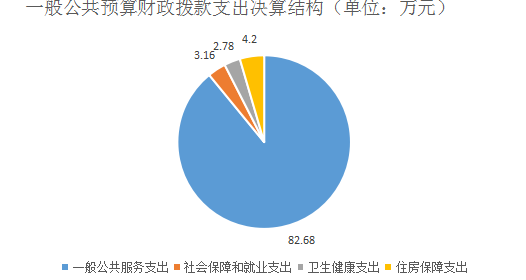 一般公共预算财政拨款支出决算结构（单位：万元）
4.2
2.78
3.16
82.68
一般公共服务支出 社会保障和就业支出 卫生健康支出 住房保障支出